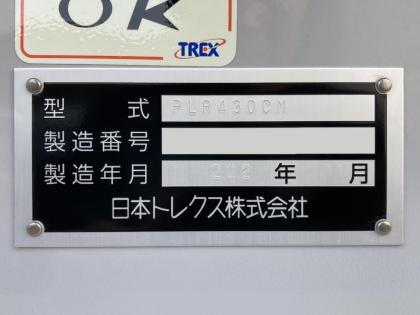 OK
TREX
型式 PLR430CM
製造番号
製造年月 202 年 月
日本トレクス株式会社